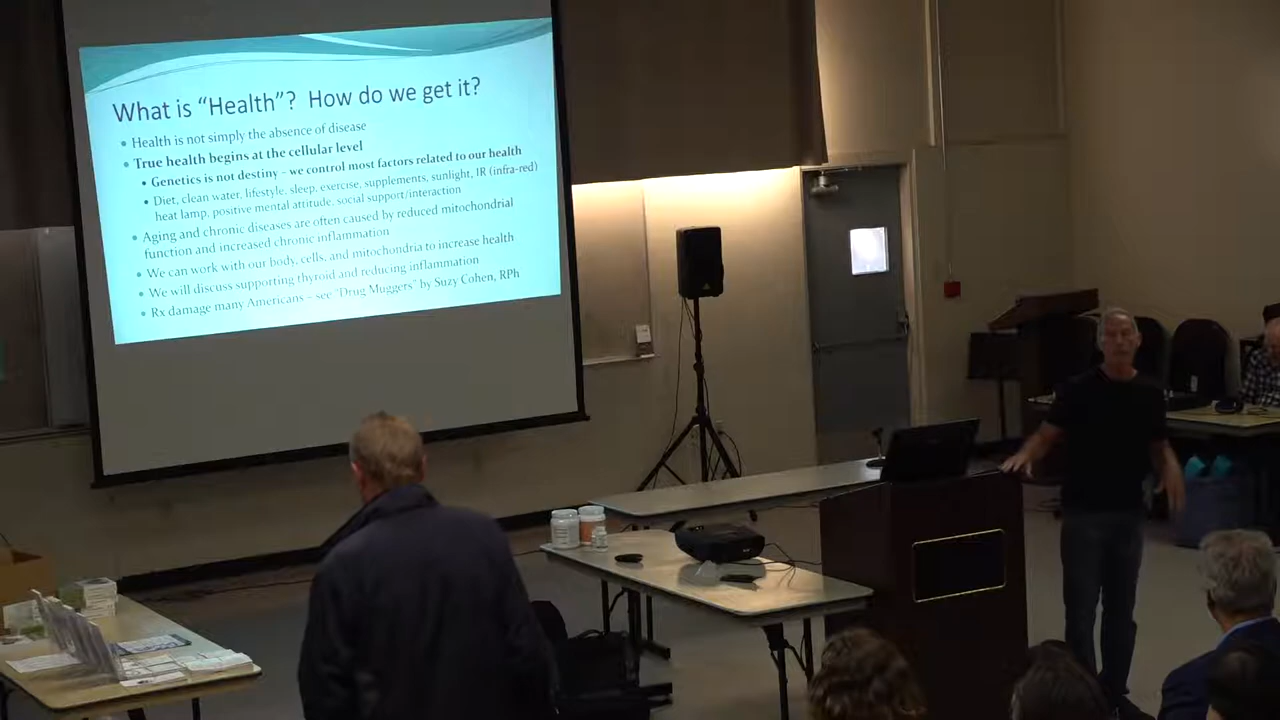 What is “Health”?  How do we get it?
• Health is not simply the absence of disease
• True health begins at the cellular level
• Genetics is not destiny – we control most factors related to our health
• Diet, clean water, lifestyle, sleep, exercise, supplements, sunlight, IR (infra-red)
heat lamp, positive mental attitude, social support/interaction
• Aging and chronic diseases are often caused by reduced mitochondrial
function and increased chronic inflammation
• We can work with our body, cells, and mitochondria to increase health
• We will discuss supporting thyroid and reducing inflammation
• Rx damage many Americans – see “Drug Muggers” by Suzy Cohen, RPh